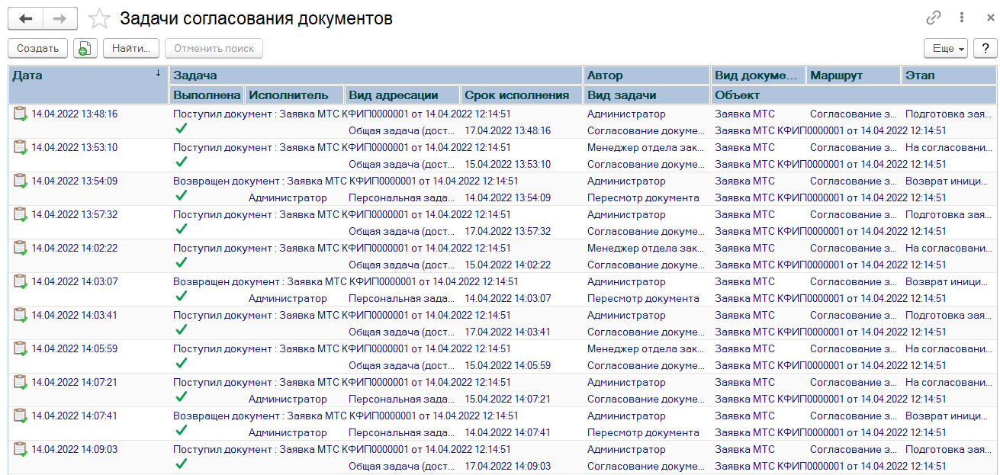 Задачи согласования документов
Создать Найти... Отменить поиск Еще ?
Дата Задача Автор Вид докуме... Маршрут Этап
Выполнена Исполнитель Вид адресации Срок исполнения Вид задачи Объект
14.04.2022 13:48:16 Поступил документ : Заявка МТС КФИП0000001 от 14.04.2022 12:14:51 Администратор Заявка МТС Согласование з... Подготовка зая...
Общая задача (дост... 17.04.2022 13:48:16 Согласование докуме... Заявка МТС КФИП0000001 от 14.04.2022 12:14:51
14.04.2022 13:53:10 Поступил документ : Заявка МТС КФИП0000001 от 14.04.2022 12:14:51 Менеджер отдела зак... Заявка МТС Согласование з... На согласовани...
Общая задача (дост... 15.04.2022 13:53:10 Согласование докуме... Заявка МТС КФИП0000001 от 14.04.2022 12:14:51
14.04.2022 13:54:09 Возвращен документ : Заявка МТС КФИП0000001 от 14.04.2022 12:14:51 Администратор Заявка МТС Согласование з... Возврат иници...
Администратор Персональная зада... 14.04.2022 13:54:09 Пересмотр документа Заявка МТС КФИП0000001 от 14.04.2022 12:14:51
14.04.2022 13:57:32 Поступил документ : Заявка МТС КФИП0000001 от 14.04.2022 12:14:51 Администратор Заявка МТС Согласование з... Подготовка зая...
Общая задача (дост... 17.04.2022 13:57:32 Согласование докуме... Заявка МТС КФИП0000001 от 14.04.2022 12:14:51
14.04.2022 14:02:22 Поступил документ : Заявка МТС КФИП0000001 от 14.04.2022 12:14:51 Менеджер отдела зак... Заявка МТС Согласование з... На согласовани...
Общая задача (дост... 15.04.2022 14:02:22 Согласование докуме... Заявка МТС КФИП0000001 от 14.04.2022 12:14:51
14.04.2022 14:03:07 Возвращен документ : Заявка МТС КФИП0000001 от 14.04.2022 12:14:51 Администратор Заявка МТС Согласование з... Возврат иници...
Администратор Персональная зада... 14.04.2022 14:03:07 Пересмотр документа Заявка МТС КФИП0000001 от 14.04.2022 12:14:51
14.04.2022 14:03:41 Поступил документ : Заявка МТС КФИП0000001 от 14.04.2022 12:14:51 Администратор Заявка МТС Согласование з... Подготовка зая...
Общая задача (дост... 17.04.2022 14:03:41 Согласование докуме... Заявка МТС КФИП0000001 от 14.04.2022 12:14:51
14.04.2022 14:05:59 Поступил документ : Заявка МТС КФИП0000001 от 14.04.2022 12:14:51 Менеджер отдела зак... Заявка МТС Согласование з... На согласовани...
Общая задача (дост... 15.04.2022 14:05:59 Согласование докуме... Заявка МТС КФИП0000001 от 14.04.2022 12:14:51
14.04.2022 14:07:21 Поступил документ : Заявка МТС КФИП0000001 от 14.04.2022 12:14:51 Администратор Заявка МТС Согласование з... На согласовани...
Администратор Персональная зада... 15.04.2022 14:07:21 Согласование докуме... Заявка МТС КФИП0000001 от 14.04.2022 12:14:51
14.04.2022 14:07:41 Возвращен документ : Заявка МТС КФИП0000001 от 14.04.2022 12:14:51 Администратор Заявка МТС Согласование з... Возврат иници...
Администратор Персональная зада... 14.04.2022 14:07:41 Пересмотр документа Заявка МТС КФИП0000001 от 14.04.2022 12:14:51
14.04.2022 14:09:03 Поступил документ : Заявка МТС КФИП0000001 от 14.04.2022 12:14:51 Администратор Заявка МТС Согласование з... Подготовка зая...
Общая задача (дост... 17.04.2022 14:09:03 Согласование докуме... Заявка МТС КФИП0000001 от 14.04.2022 12:14:51